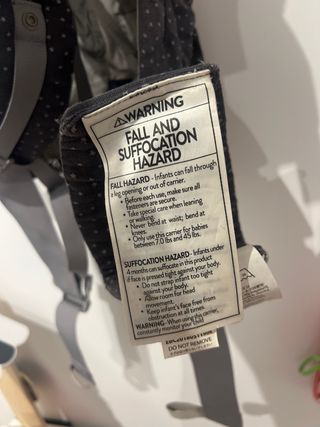 ⚠WARNING
FALL AND
SUFFOCATION
HAZARD
FALL HAZARD - Infants can fall through
a leg opening or out of carrier.
• Before each use, make sure all
fasteners are secure.
• Take special care when leaning
or walking.
• Never bend at waist; bend at
knees.
• Only use this carrier for babies
between 7.0 lbs and 45 lbs.
SUFFOCATION HAZARD - Infants under
4 months can suffocate in this product
if face is pressed tight against your body.
• Do not strap infant too tight
against your body.
• Allow room for head
movement.
• Keep infant's face free from
obstruction at all times.
WARNING- When using the carrier,
constantly monitor your child
DO NOT REMOVE